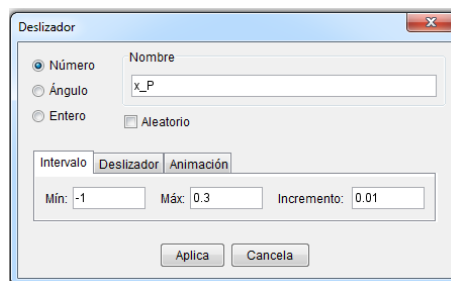 Deslizador
Número
Ángulo
Entero
Nombre
x_P
Aleatorio
Intervalo Deslizador Animación
Mín: -1 Máx: 0.3 Incremento: 0.01
Aplica Cancela